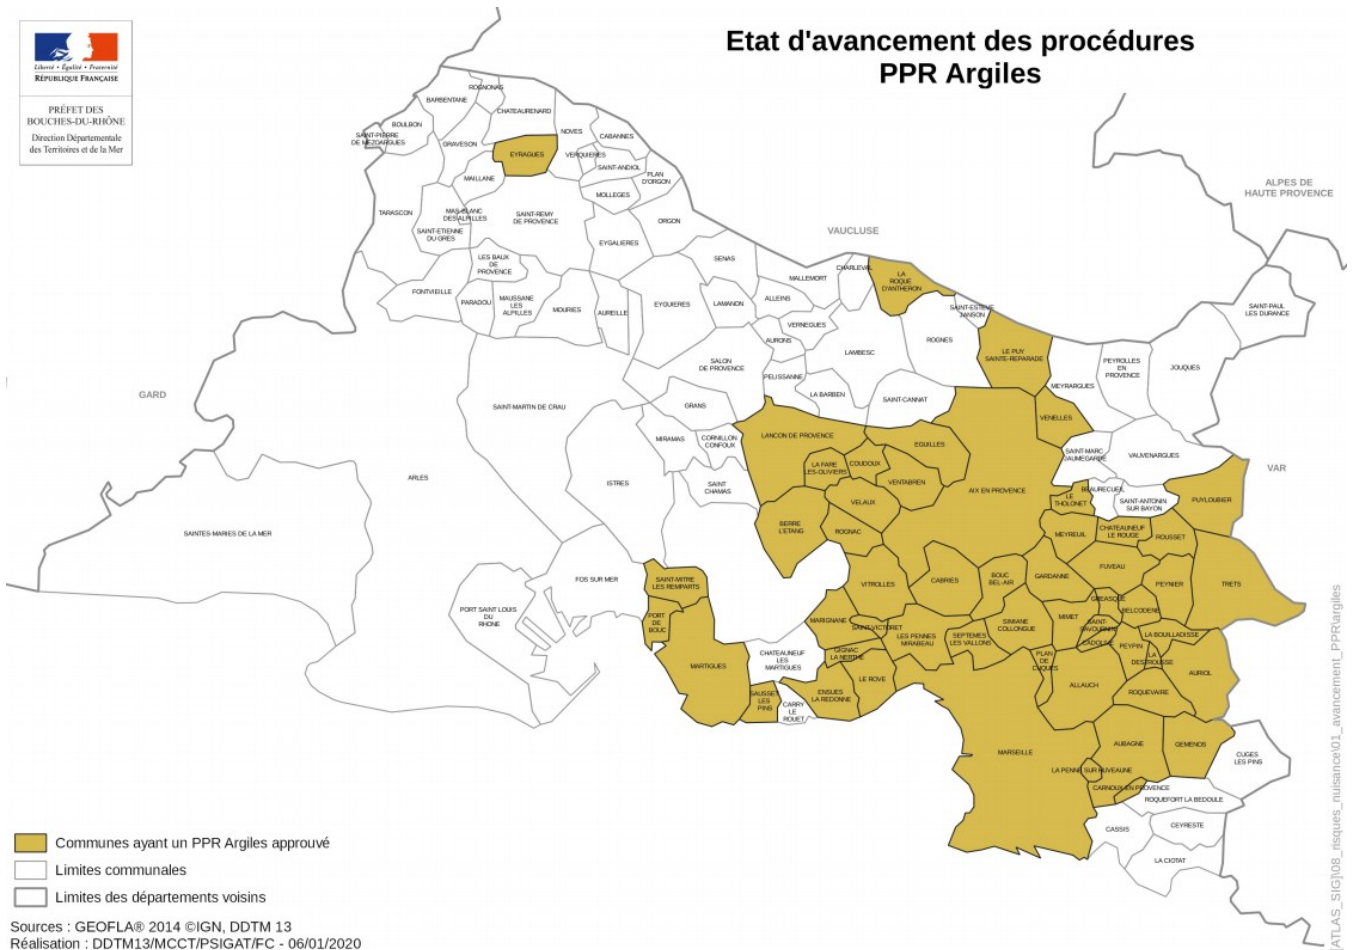 Etat d'avancement des procédures
PPR Argiles
Liberté • Égalité • Fraternité
RÉPUBLIQUE FRANÇAISE
PRÉFET DES
BOUCHES-DU-RHÔNE
Direction Départementale
des Territoires et de la Mer
ROGNONAS
BARBENTANE
CHATEAURENARD
BOULBON
NOVES
CABANNES
SAINT-PIERRE
DE MEZOARGUES
GRAVESON
EYRAGUES
VERQUIERES
SAINT-ANDIOL
MAILLANE
PLAN
D'ORGON
MOLLEGES
ALPES DE
HAUTE PROVENCE
TARASCON
MAS-BLANC
DES ALPILLES
SAINT-REMY
DE PROVENCE
ORGON
SAINT-ETIENNE
DU GRES
VAUCLUSE
EYGALIERES
LES BAUX
DE
PROVENCE
SENAS
CHARLEVAL
MALLEMORT
LA
ROQUE
D'ANTHERON
FONTVIEILLE
PARADOU
MAUSSANE
LES
ALPILLES
MOURIES
AUREILLE
EYGUIERES
LAMANON
ALLEINS
SAINT-ESTEVE
JANSON
SAINT-PAUL
LES DURANCE
VERNEGUES
AURONS
LAMBESC
ROGNES
LE PUY
SAINTE-REPARADE
SALON
DE PROVENCE
PELISSANNE
PEYROLLES
EN
PROVENCE
JOUQUES
MEYRARGUES
GARD
LA BARBEN
SAINT-CANNAT
SAINT-MARTIN DE CRAU
GRANS
VENELLES
MIRAMAS
CORNILLON
CONFOUX
LANCON DE PROVENCE
EGUILLES
SAINT-MARC
JAUMEGARDE
VAUVENARGUES
VAR
LA FARE
LES-OLIVIERS
COUDOUX
VENTABREN
ARLES
ISTRES
SAINT
CHAMAS
AIX EN PROVENCE
BEAURECUEIL
LE
THOLONET
SAINT-ANTONIN
SUR BAYON
PUYLOUBIER
VELAUX
BERRE
L'ETANG
ROGNAC
SAINTES-MARIES DE LA MER
MEYREUIL
CHATEAUNEUF
LE ROUGE
ROUSSET
FOS SUR MER
SAINT-MITRE
LES REMPARTS
VITROLLES
CABRIES
BOUC
BEL-AIR
GARDANNE
FUVEAU
PEYNIER
TRETS
PORT SAINT LOUIS
DU
RHONE
PORT
DE
BOUC
MARIGNANE
SAINT-VICTORET
LES PENNES
MIRABEAU
SEPTEMES
LES VALLONS
SIMIANE
COLLONGUE
MIMET
GREASQUE
BELCODENE
SAINT-
SAVOURNIN
CADOLIVE
PEYPIN
LA BOUILLADISSE
LA
DESTROUSSE
AURIOL
MARTIGUES
CHATEAUNEUF
LES
MARTIGUES
GIGNAC
LA NERTHE
PLAN
DE
CUQUES
ALLAUCH
ROQUEVAIRE
SAUSSET
LES
PINS
CARRY
LE
ROUET
ENSUES
LA REDONNE
LE ROVE
MARSEILLE
AUBAGNE
GEMENOS
CUGES
LES PINS
LA PENNE SUR HUVEAUNE
CARNOUX EN PROVENCE
ROQUEFORT LA BEDOULE
CASSIS
CEYRESTE
LA CIOTAT
Communes ayant un PPR Argiles approuvé
Limites communales
Limites des départements voisins
Sources : GEOFLA® 2014 ©IGN, DDTM 13
Réalisation : DDTM13/MCCT/PSIGAT/FC - 06/01/2020
[ATLAS_SIG]\08_risques_nuisance\01_avancement_PPR\argiles